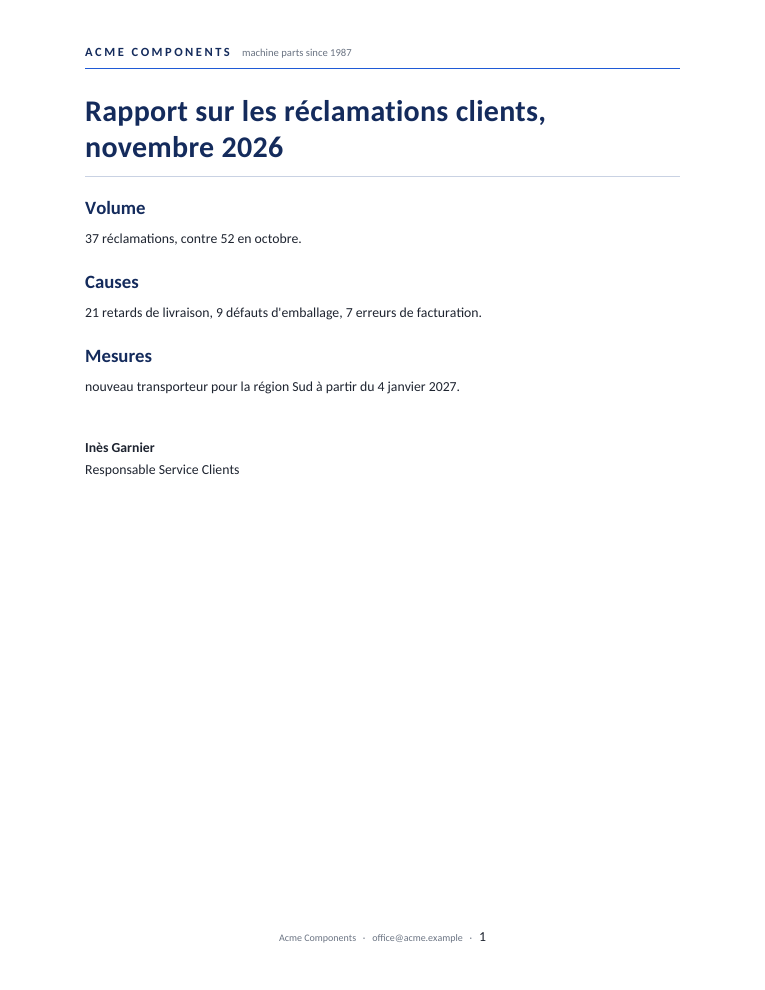 ACME COMPONENTS machine parts since 1987
Rapport sur les réclamations clients,
novembre 2026
Volume
37 réclamations, contre 52 en octobre.
Causes
21 retards de livraison, 9 défauts d'emballage, 7 erreurs de facturation.
Mesures
nouveau transporteur pour la région Sud à partir du 4 janvier 2027.
Inès Garnier
Responsable Service Clients
Acme Components · office@acme.example · 1